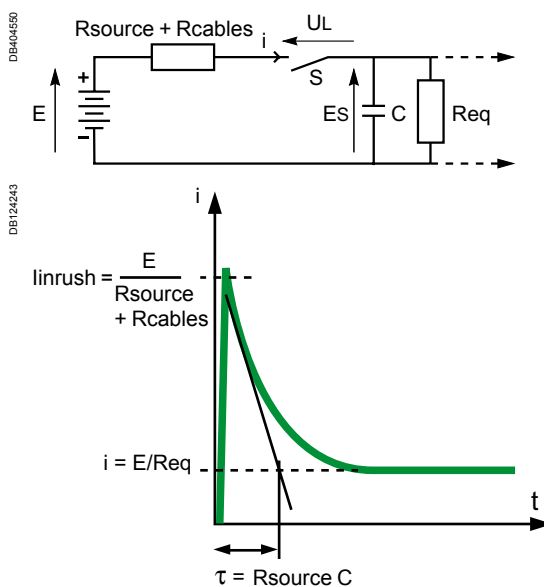 DB404550
Rsource + Rcables
i
UL
S
+
E
-
Es
C
Req
DB124243
i
Iinrush = E
Rsource
+ Rcables
i = E/Req
t
τ = Rsource C